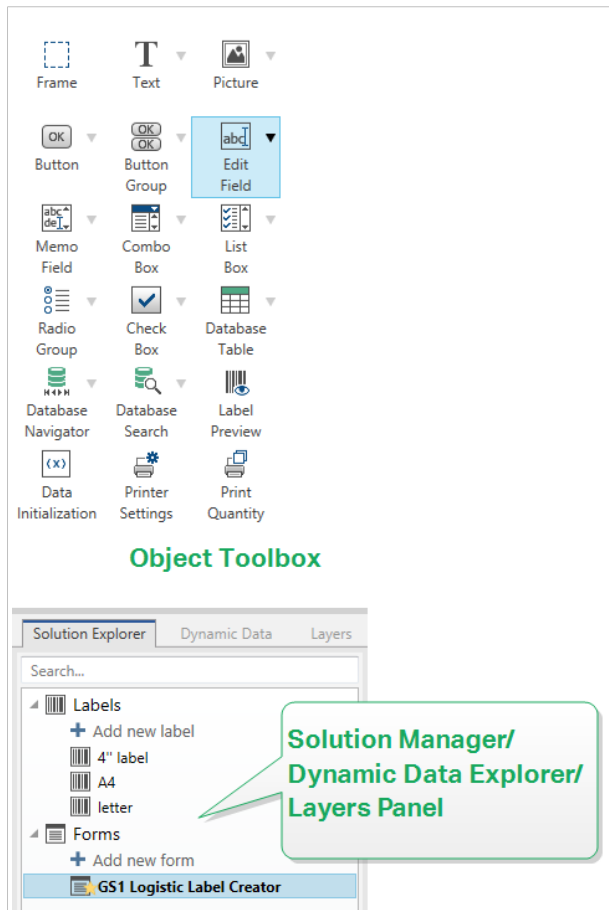 Frame Text Picture
OK OK OK abc
Button Button Edit
Group Field
abc
de
Memo Combo List
Field Box Box
Radio Check Database
Group Box Table
Database Database Label
Navigator Search Preview
(x)
Data Printer Print
Initialization Settings Quantity
Object Toolbox
Solution Explorer Dynamic Data Layers
Search...
Labels
Add new label
4" label
A4
letter
Forms
Add new form
GS1 Logistic Label Creator
Solution Manager/
Dynamic Data Explorer/
Layers Panel